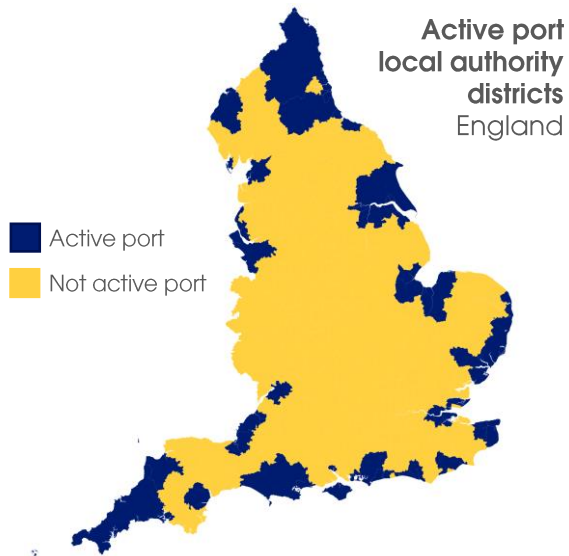 Active port
local authority
districts
England
Active port
Not active port